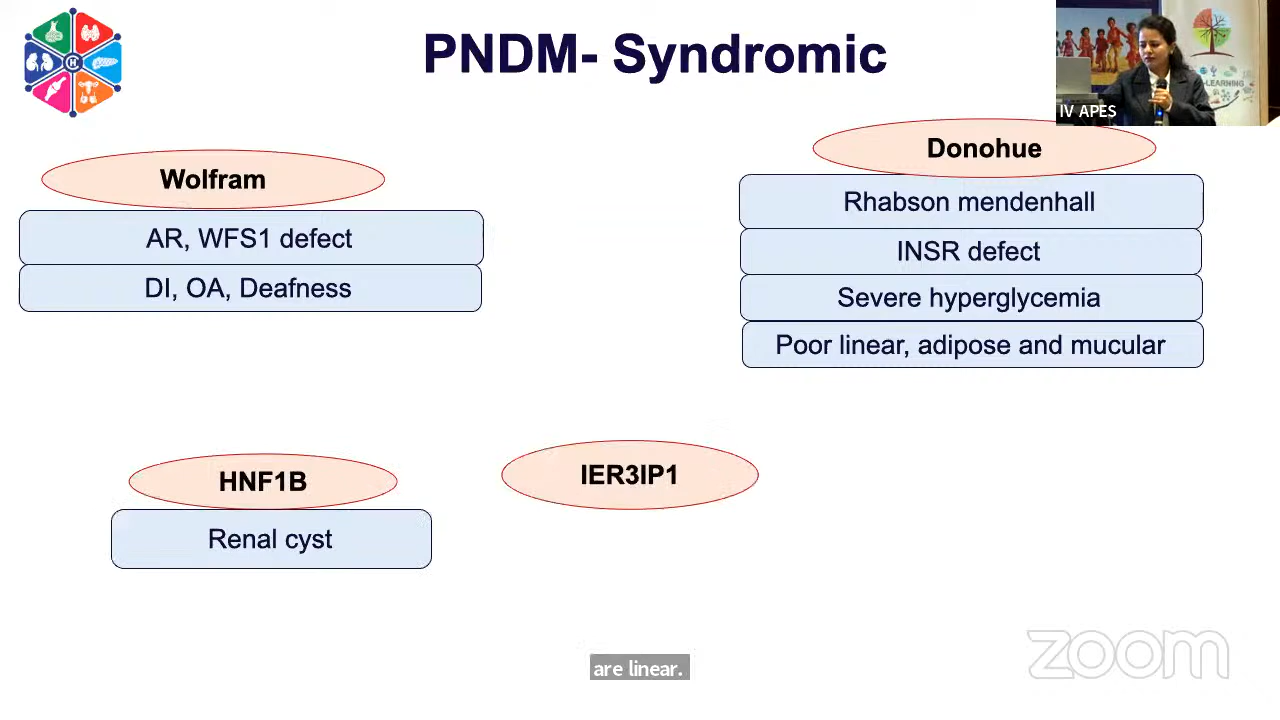 PNDM- Syndromic
IV APES
-LEARNING
Wolfram
AR, WFS1 defect
DI, OA, Deafness
Donohue
Rhabson mendenhall
INSR defect
Severe hyperglycemia
Poor linear, adipose and mucular
HNF1B
Renal cyst
IER3IP1
are linear.
zoom
H